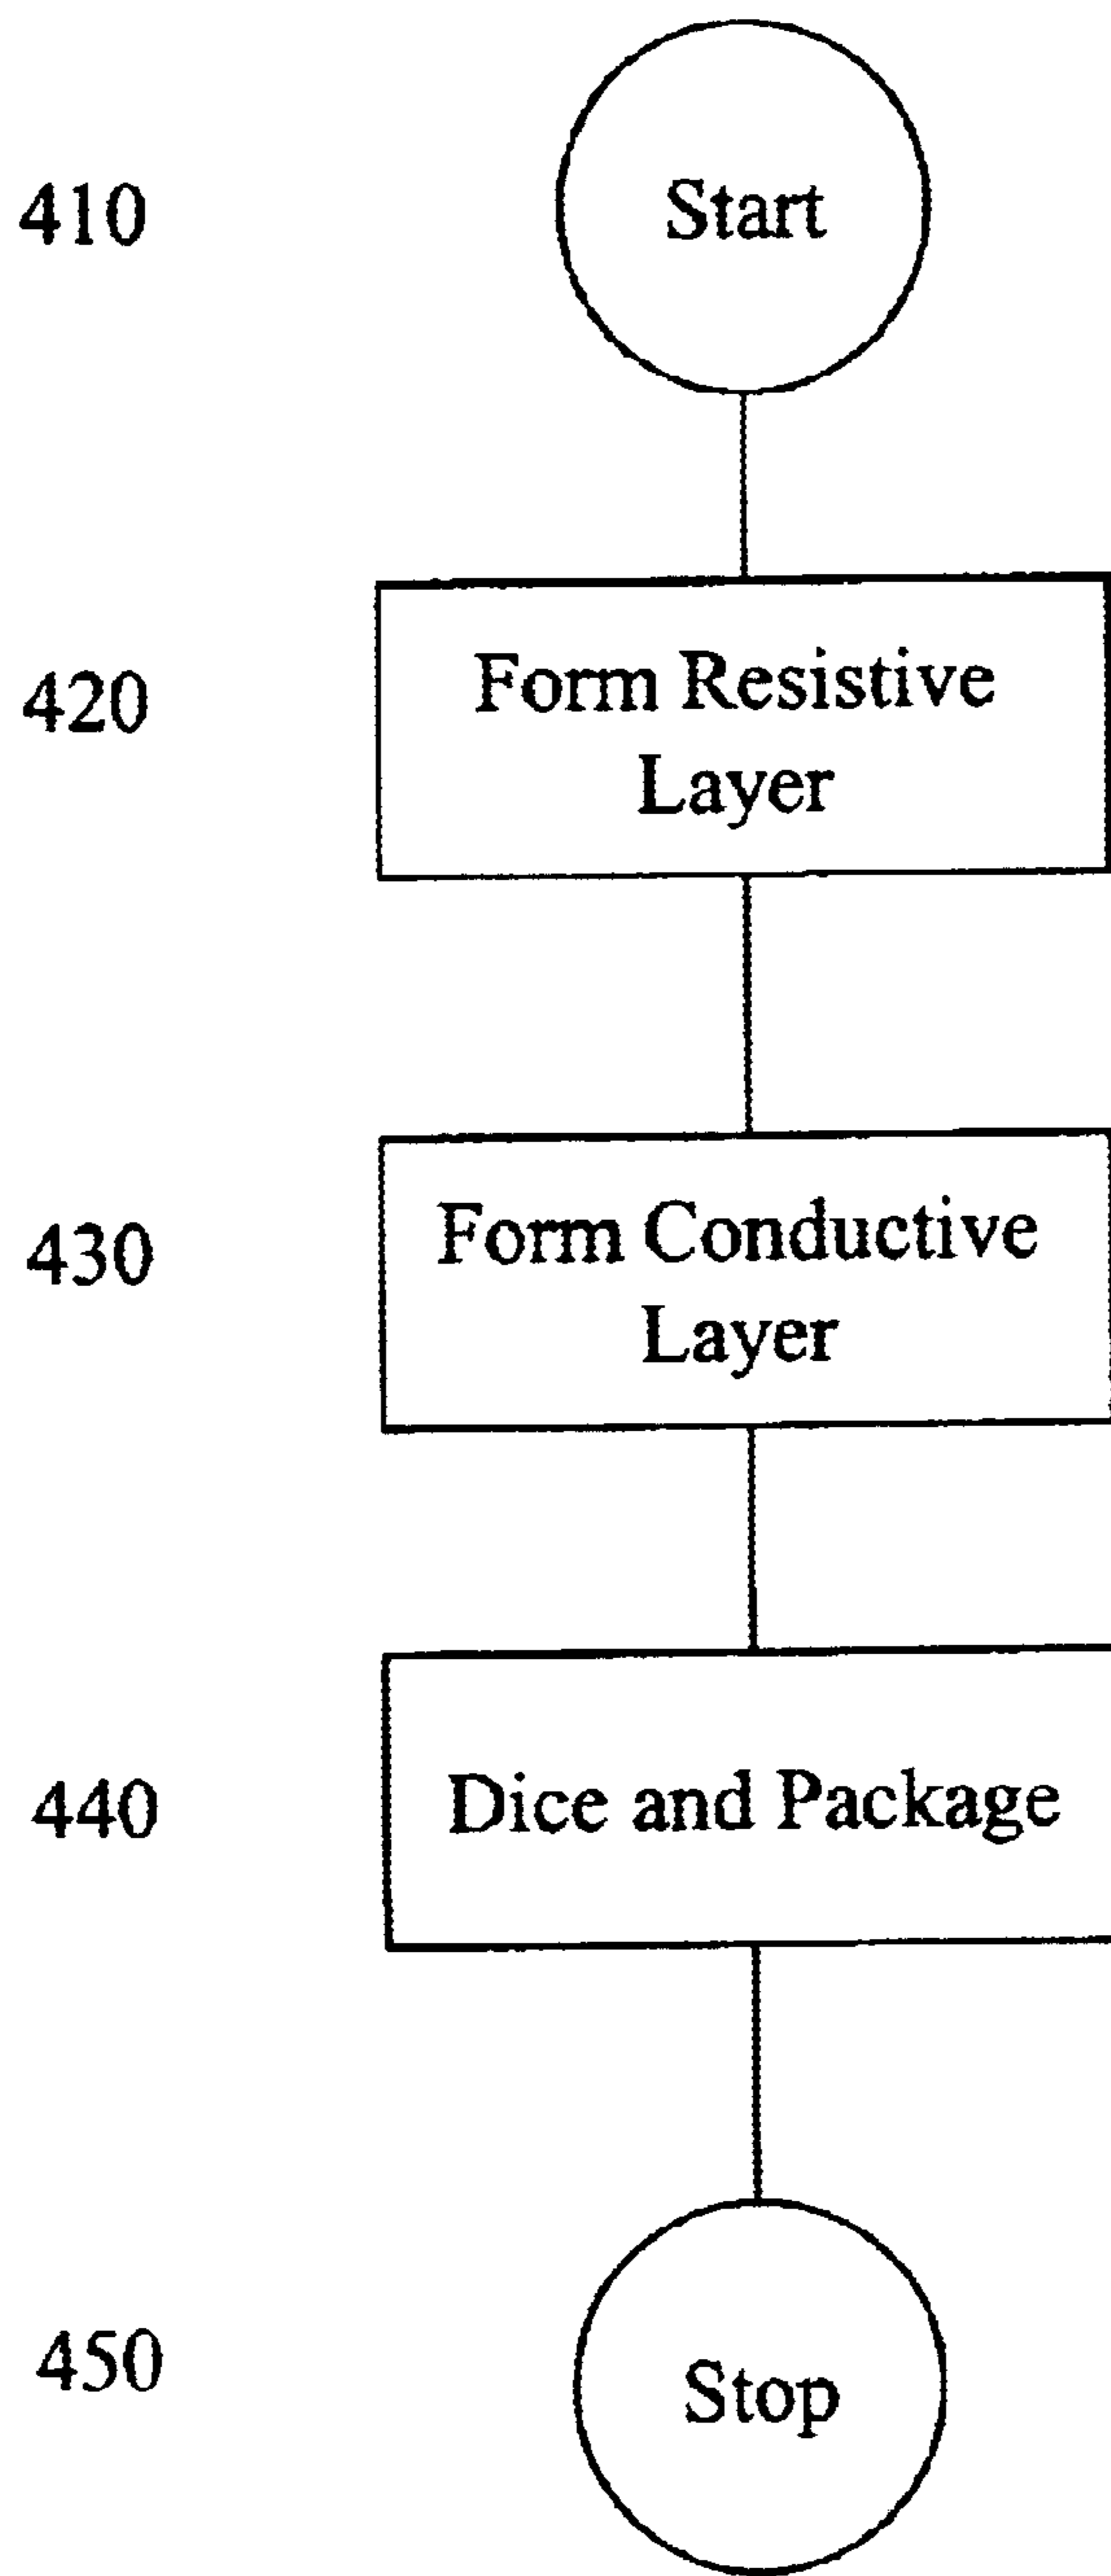 410
Start
420
Form Resistive
Layer
430
Form Conductive
Layer
440
Dice and Package
450
Stop